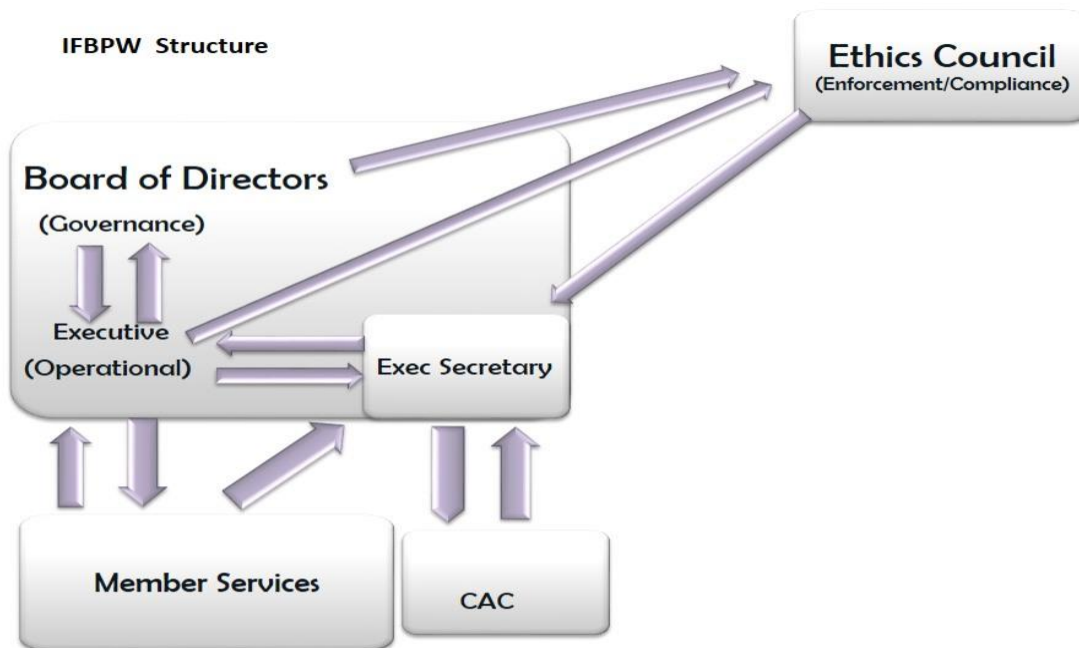 IFBPW Structure
Ethics Council
(Enforcement/Compliance)
Board of Directors
(Governance)
Executive
(Operational)
Exec Secretary
Member Services
CAC